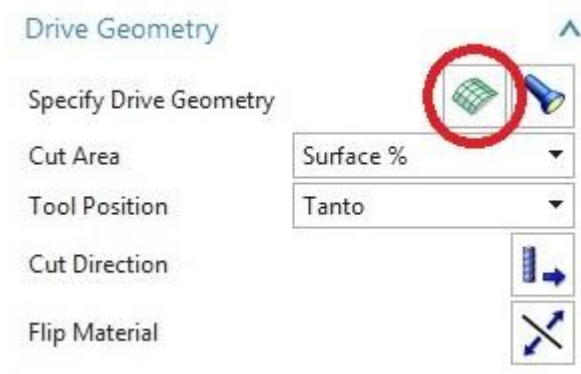 Drive Geometry
Specify Drive Geometry
Cut Area Surface %
Tool Position Tanto
Cut Direction
Flip Material